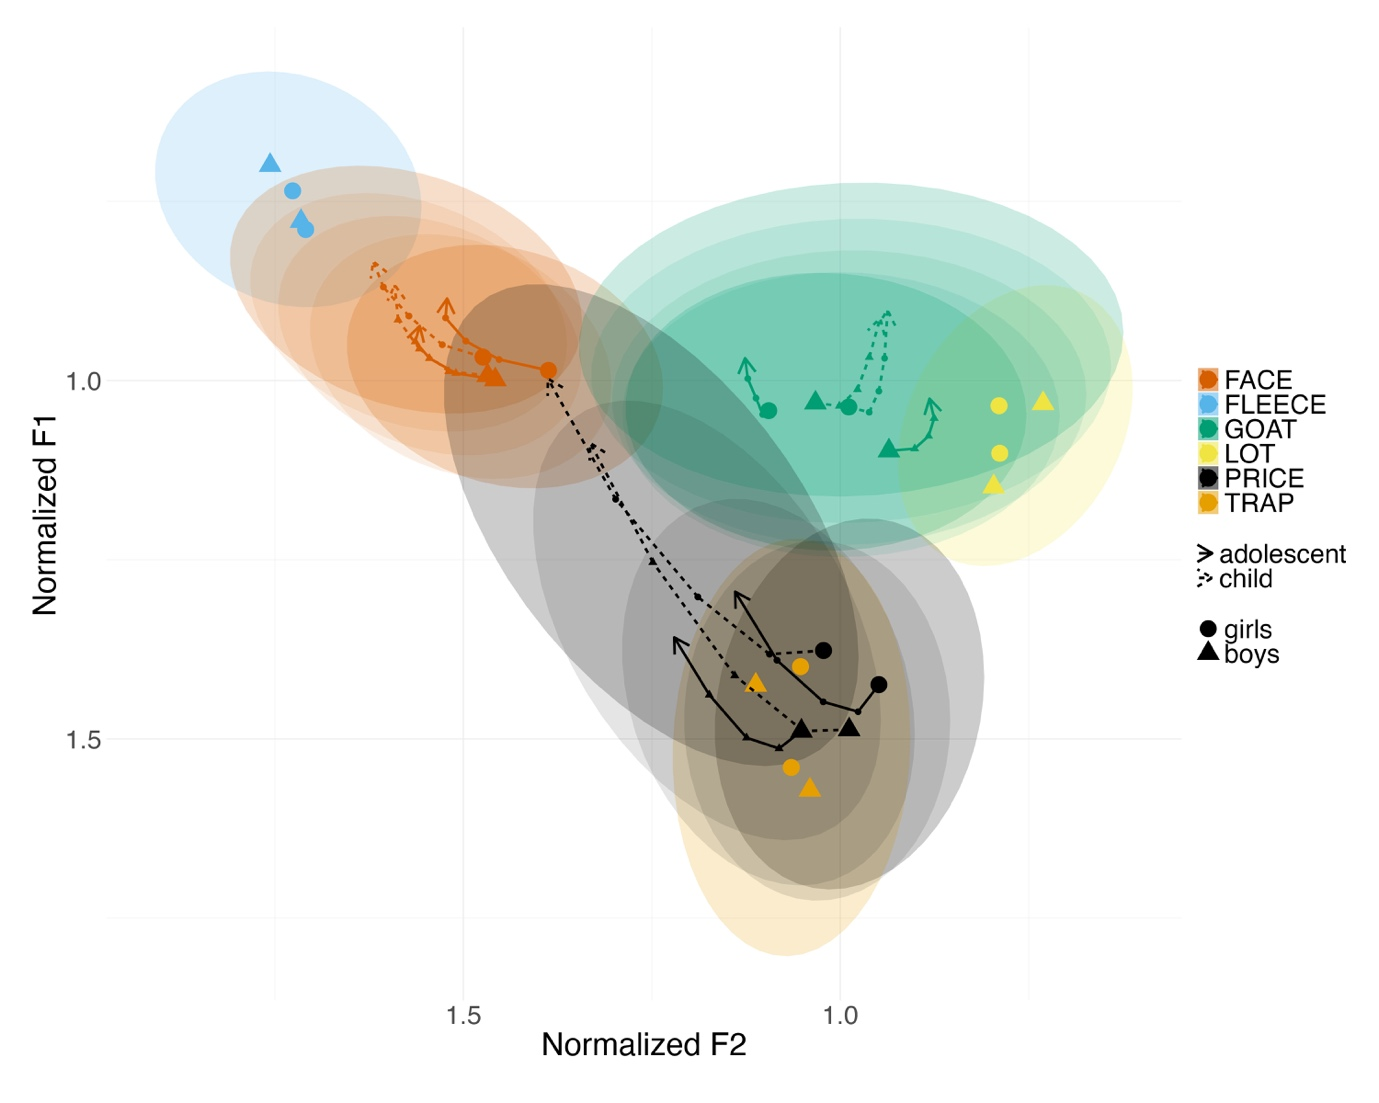 1.0
1.5
Normalized F1
1.5
1.0
Normalized F2
FACE
FLEECE
GOAT
LOT
PRICE
TRAP
adolescent
child
girls
boys